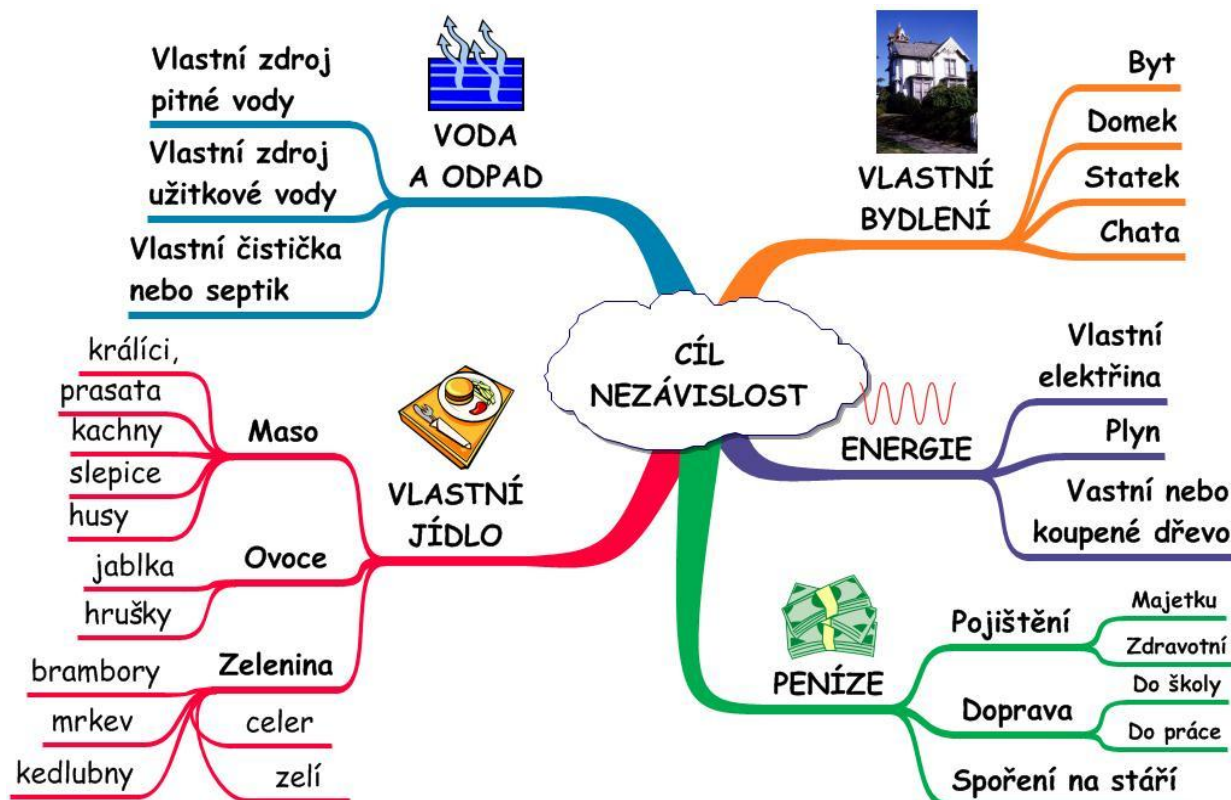 CÍL
NEZÁVISLOST
VODA
A ODPAD
Vlastní zdroj
pitné vody
Vlastní zdroj
užitkové vody
Vlastní čistička
nebo septik
VLASTNÍ
BYDLENÍ
Byt
Domek
Statek
Chata
ENERGIE
Vlastní
elektřina
Plyn
Vastní nebo
koupené dřevo
PENÍZE
Pojištění
Majetku
Zdravotní
Doprava
Do školy
Do práce
Spoření na stáří
VLASTNÍ
JÍDLO
Maso
králíci,
prasata
kachny
slepice
husy
Ovoce
jablka
hrušky
Zelenina
brambory
mrkev
kedlubny
celer
zelí